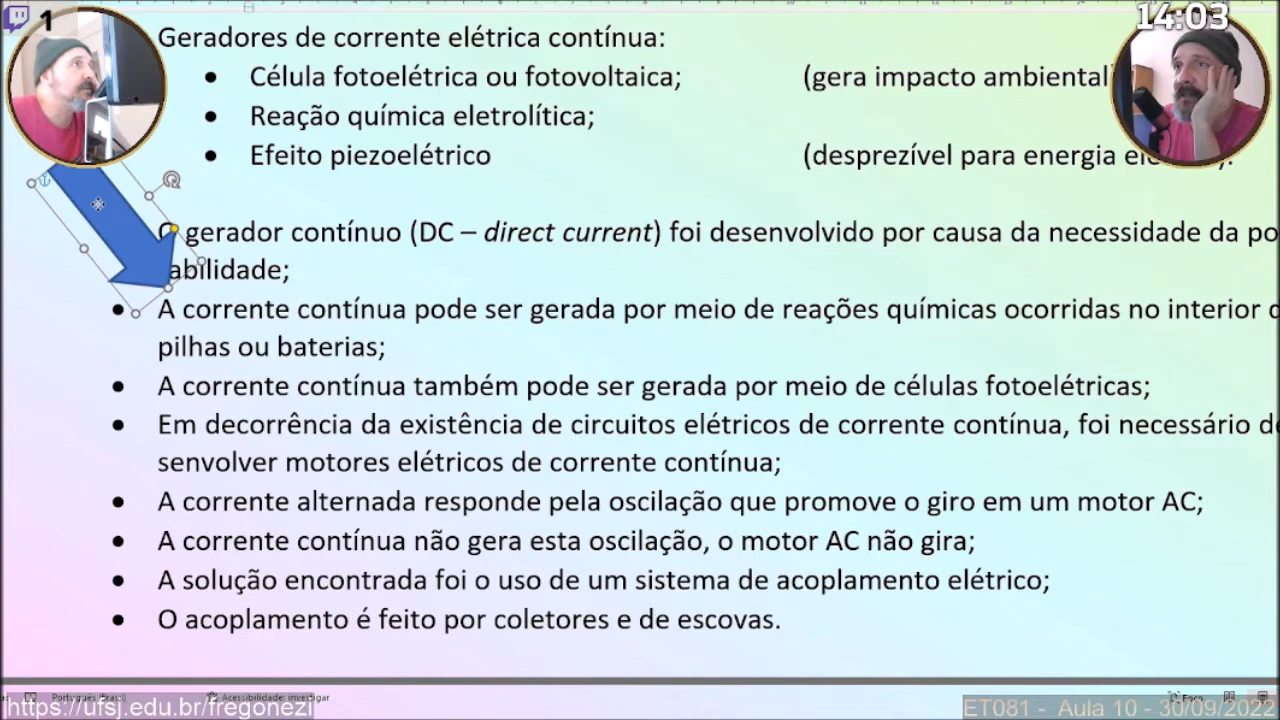 1
14:03
Geradores de corrente elétrica contínua:
• Célula fotoelétrica ou fotovoltaica; (gera impacto ambiental
• Reação química eletrolítica;
• Efeito piezoelétrico (desprezível para energia
gerador contínuo (DC – direct current) foi desenvolvido por causa da necessidade da po
abilidade;
• A corrente contínua pode ser gerada por meio de reações químicas ocorridas no interior
pilhas ou baterias;
• A corrente contínua também pode ser gerada por meio de células fotoelétricas;
• Em decorrência da existência de circuitos elétricos de corrente contínua, foi necessário de
senvolver motores elétricos de corrente contínua;
• A corrente alternada responde pela oscilação que promove o giro em um motor AC;
• A corrente contínua não gera esta oscilação, o motor AC não gira;
• A solução encontrada foi o uso de um sistema de acoplamento elétrico;
• O acoplamento é feito por coletores e de escovas.
Português (Brasil) Acessibilidade: investigar
Foco
https://ufsj.edu.br/fregonezi
ET081 - Aula 10 - 30/09/2022